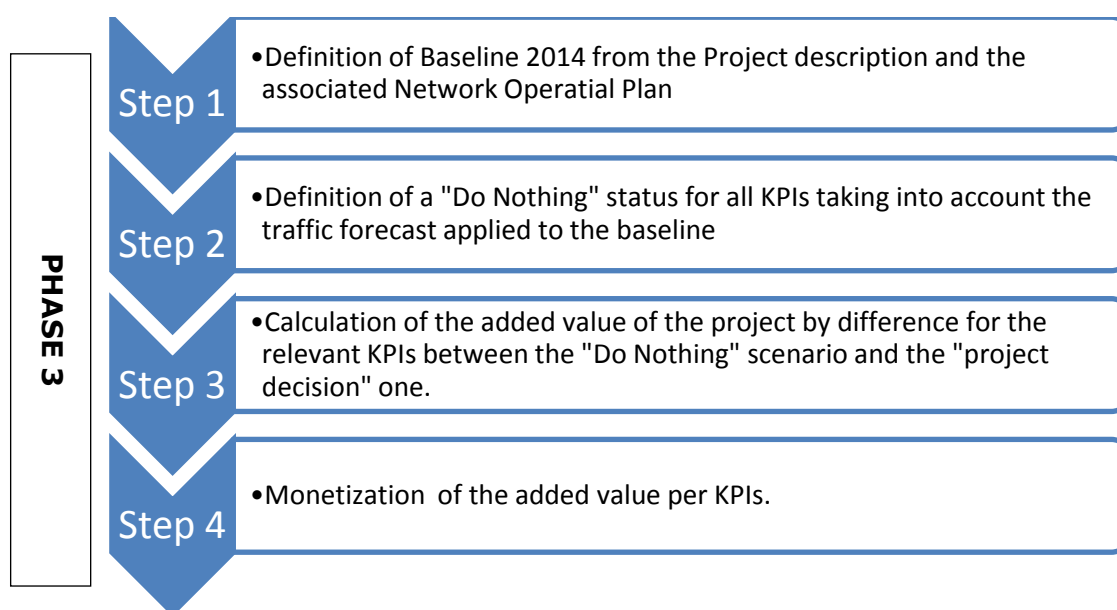 PHASE 3
Step 1
•Definition of Baseline 2014 from the Project description and the
associated Network Operatial Plan
Step 2
•Definition of a "Do Nothing" status for all KPIs taking into account the
traffic forecast applied to the baseline
Step 3
•Calculation of the added value of the project by difference for the
relevant KPIs between the "Do Nothing" scenario and the "project
decision" one.
Step 4
•Monetization of the added value per KPIs.